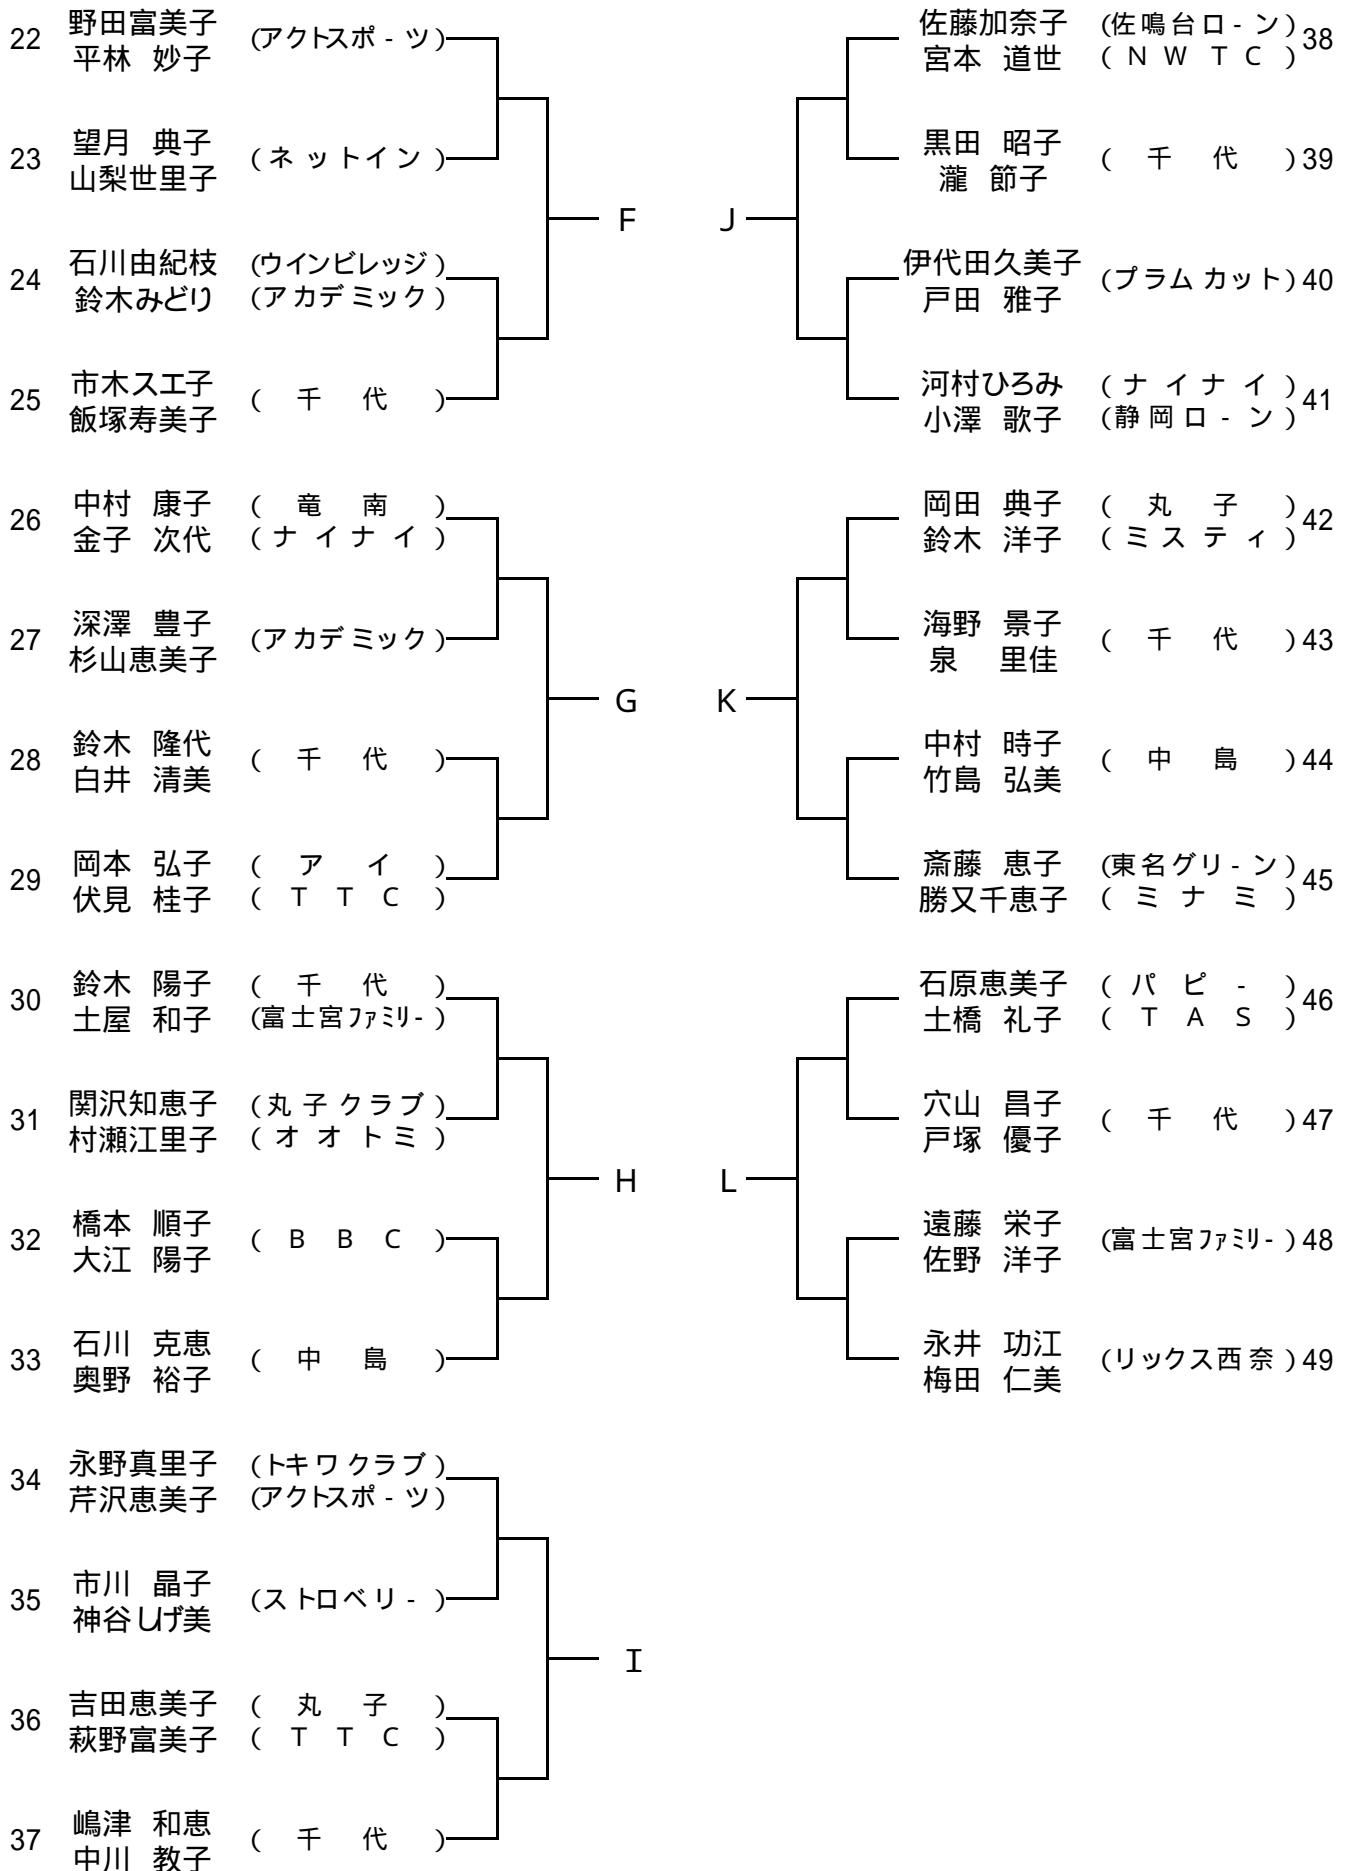 22 野田富美子 (アクトスポ-ツ)
平林 妙子
23 望月 典子 (ネットイン)
山梨世里子
24 石川由紀枝 (ウインビレッジ)
鈴木みどり (アカデミック)
25 市木スエ子 (千代)
飯塚寿美子
F
26 中村 康子 (竜南)
金子 次代 (ナイナイ)
27 深澤 豊子 (アカデミック)
杉山恵美子
28 鈴木 隆代 (千代)
白井 清美
29 岡本 弘子 (アイ)
伏見 桂子 (TTC)
G
30 鈴木 陽子 (千代)
土屋 和子 (富士宮ファミリ-)
31 関沢知恵子 (丸子クラブ)
村瀬江里子 (オオトミ)
32 橋本 順子 (BBC)
大江 陽子
33 石川 克恵 (中島)
奥野 裕子
H
34 永野真里子 (トキワクラブ)
芹沢恵美子 (アクトスポ-ツ)
35 市川 晶子 (ストロベリ-)
神谷しげ美
36 吉田恵美子 (丸子)
萩野富美子 (TTC)
37 嶋津 和恵 (千代)
中川 教子
I
佐藤加奈子 (佐鳴台ロ-ン) 38
宮本 道世 (NWTC)
黒田 昭子 (千代) 39
瀧 節子
伊代田久美子 (プラムカット) 40
戸田 雅子
河村ひろみ (ナイナイ) 41
小澤 歌子 (静岡ロ-ン)
J
岡田 典子 (丸子) 42
鈴木 洋子 (ミスティ)
海野 景子 (千代) 43
泉 里佳
中村 時子 (中島) 44
竹島 弘美
斎藤 恵子 (東名グリ-ン) 45
勝又千恵子 (ミナミ)
K
石原恵美子 (パピ-) 46
土橋 礼子 (TAS)
穴山 昌子 (千代) 47
戸塚 優子
遠藤 栄子 (富士宮ファミリ-) 48
佐野 洋子
永井 功江 (リックス西奈) 49
梅田 仁美
L